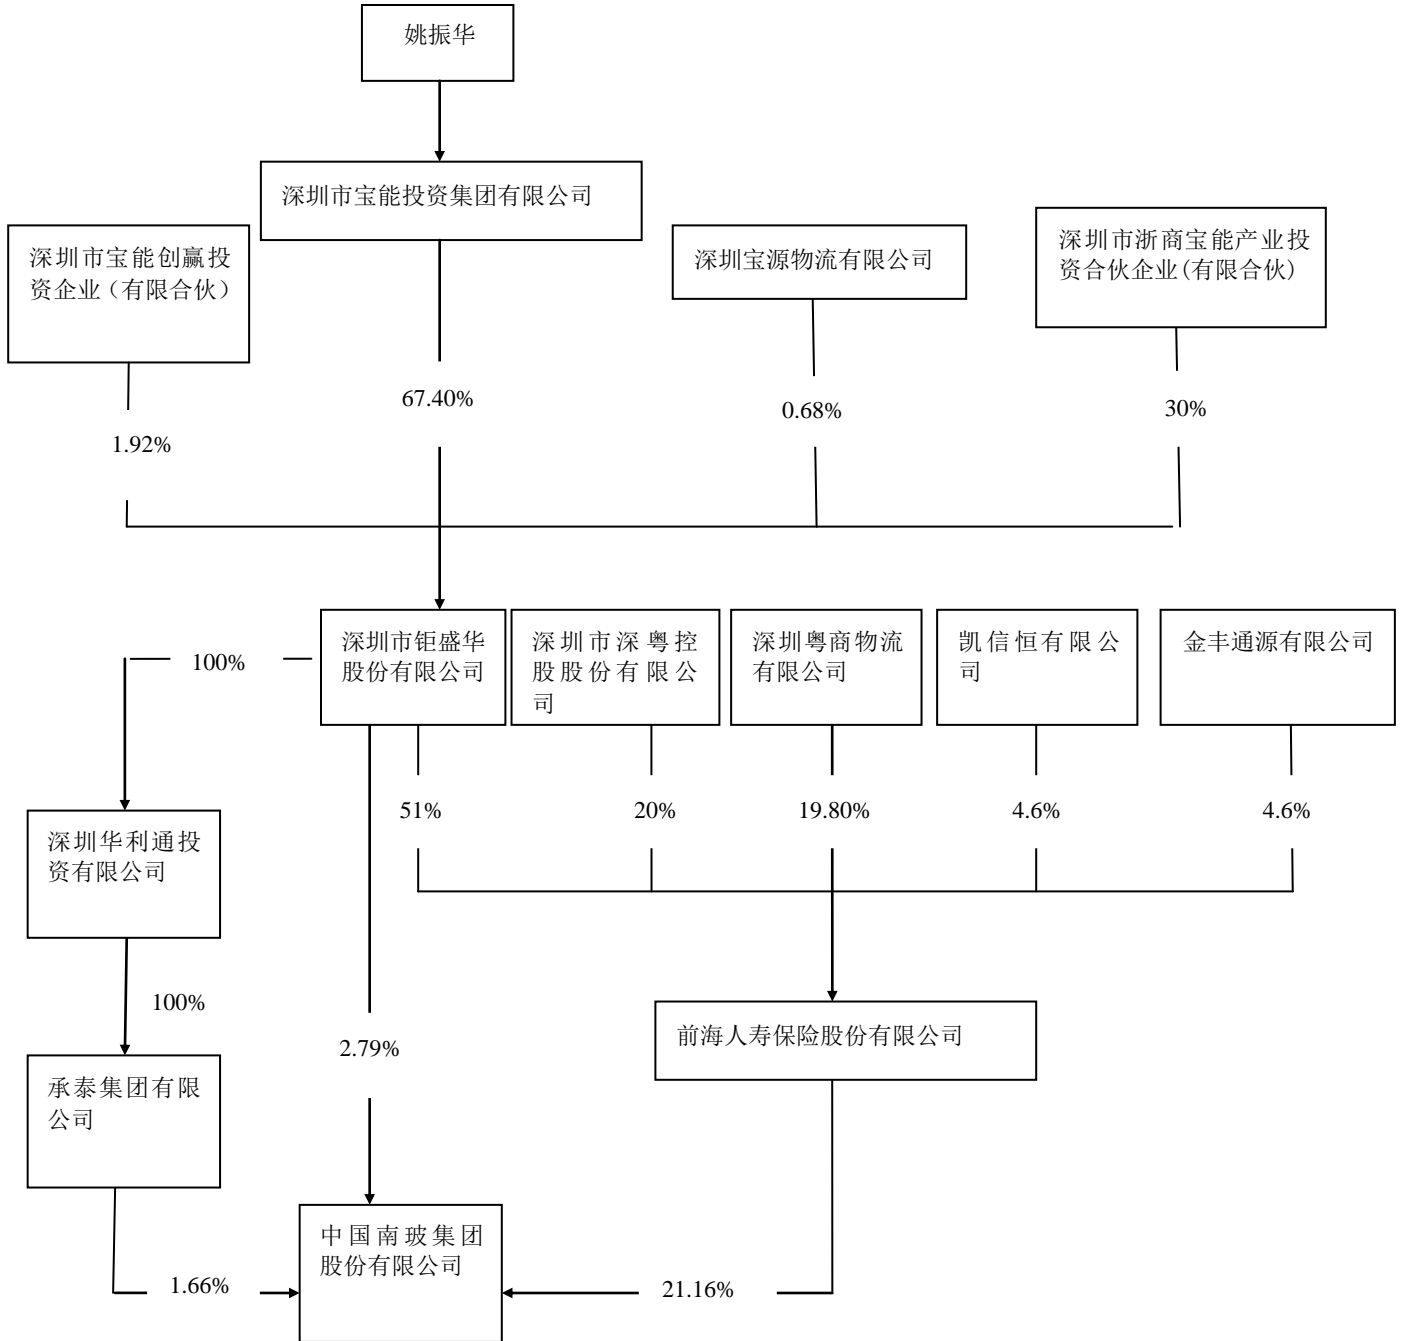 姚振华
深圳市宝能投资集团有限公司
深圳市宝能创赢投
资企业（有限合伙）
深圳宝源物流有限公司
深圳市浙商宝能产业投
资合伙企业(有限合伙)
67.40%
0.68%
30%
1.92%
深圳市钜盛华
股份有限公司
深圳市深粤控
股股份有限公
司
深圳粤商物流
有限公司
凯信恒有限公
司
金丰通源有限公司
100%
51%
20%
19.80%
4.6%
4.6%
深圳华利通投
资有限公司
100%
前海人寿保险股份有限公司
2.79%
承泰集团有限
公司
中国南玻集团
股份有限公司
1.66%
21.16%